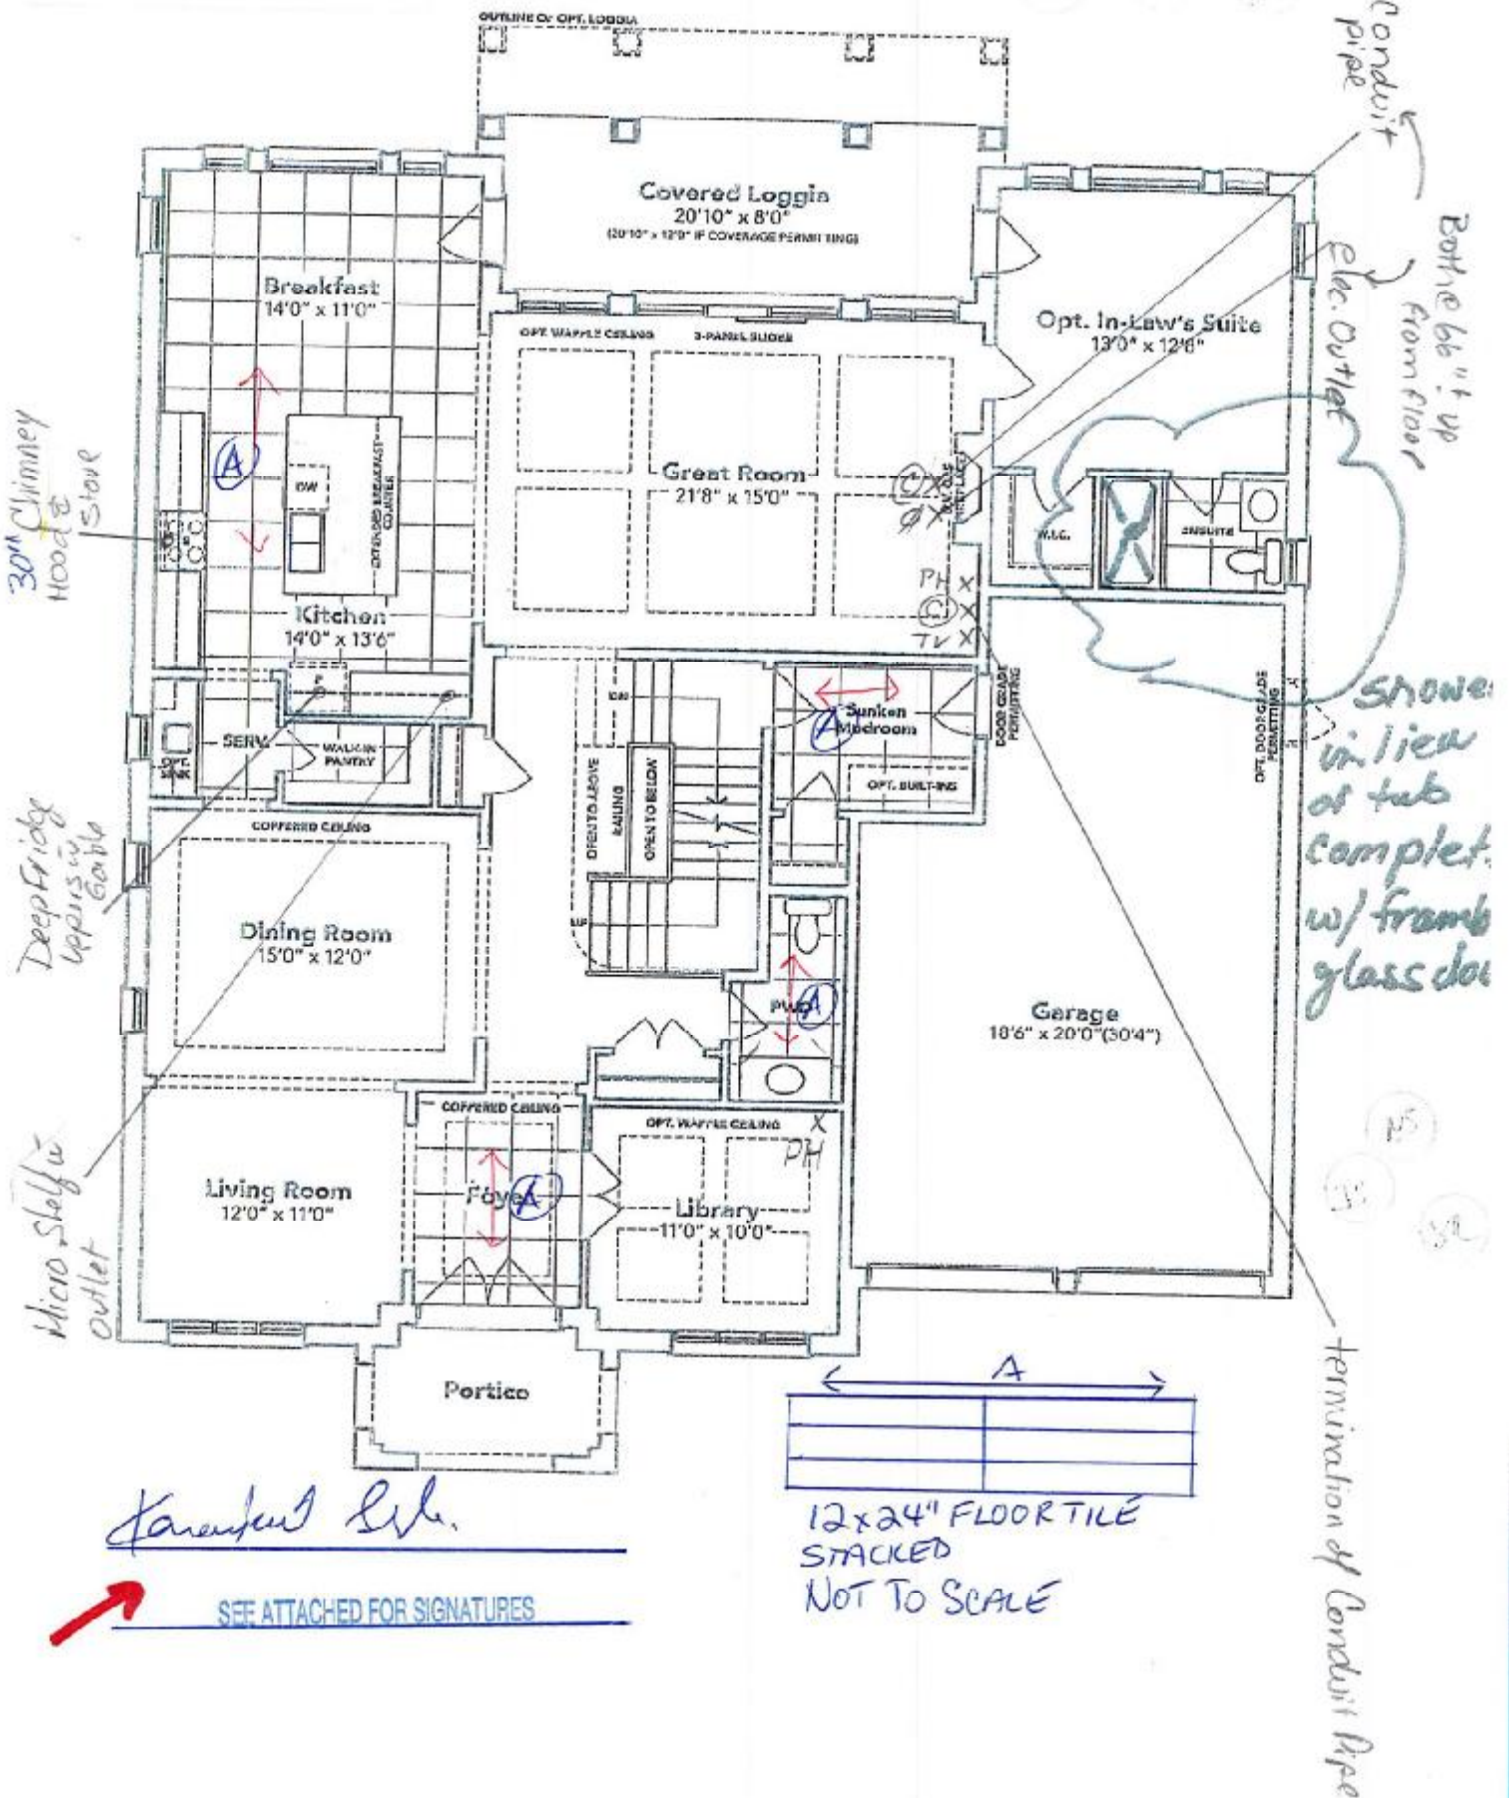 OUTLINE OF OPT. LOGGIA
Conduit
pipe
Covered Loggia
20'10" x 8'0"
(20'10" x 12'0" IF COVERAGE PERMITTING)
Both @ 66"± up
from floor
Elec. Outlet
Breakfast
14'0" x 11'0"
OPT. WAFFLE CEILING
3-PANEL SLIDER
Opt. In-Law's Suite
13'0" x 12'6"
30" Chimney
Hood &
Stove
A
DW
EXTENDED BREAKFAST
COUNTER
Great Room
21'8" x 15'0"
C X
X
W.I.C.
ENSUITE
PH X
C X
TV X
Kitchen
14'0" x 13'6"
F
DN
Sunken
Mudroom
A
DOOR GRADE
PERMITTING
OPT. DOOR GRADE
PERMITTING
Shower
in lieu
of tub
complet.
w/
glass
SERV.
OPT.
SINK
WALK-IN
PANTRY
OPEN TO ABOVE
RAILING
OPEN TO BELOW
OPT. BUILT-INS
Deep Fridge
uppers w
Gable
COFFERED CEILING
Dining Room
15'0" x 12'0"
UP
PWD
A
Garage
18'6" x 20'0"(30'4")
COFFERED CEILING
OPT. WAFFLE CEILING
X
PH
NS
Micro Shelf w
outlet
Living Room
12'0" x 11'0"
Foyer
A
Library
11'0" x 10'0"
Portico
A
12x24" FLOOR TILE
STACKED
NOT TO SCALE
termination of Conduit Pipe
SEE ATTACHED FOR SIGNATURES